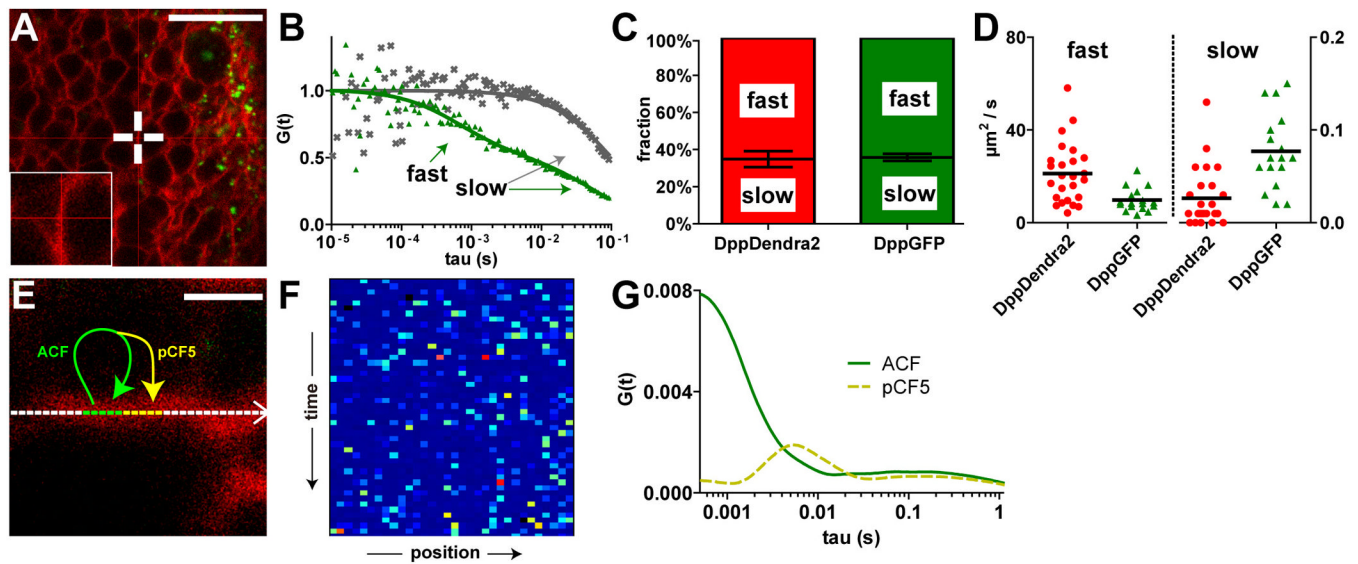 A
B
G(t)
1.0
0.5
0.0
fast
slow
10-5
10-4
10-3
10-2
10-1
tau (s)
C
fraction
100%
80%
60%
40%
20%
0%
fast
slow
fast
slow
DppDendra2
DppGFP
D
μm2 / s
80
40
0
fast
slow
0.2
0.1
0.0
DppDendra2
DppGFP
DppDendra2
DppGFP
E
ACF
pCF5
F
time
position
G
G(t)
0.008
0.004
0.000
ACF
pCF5
0.001
0.01
0.1
1
tau (s)